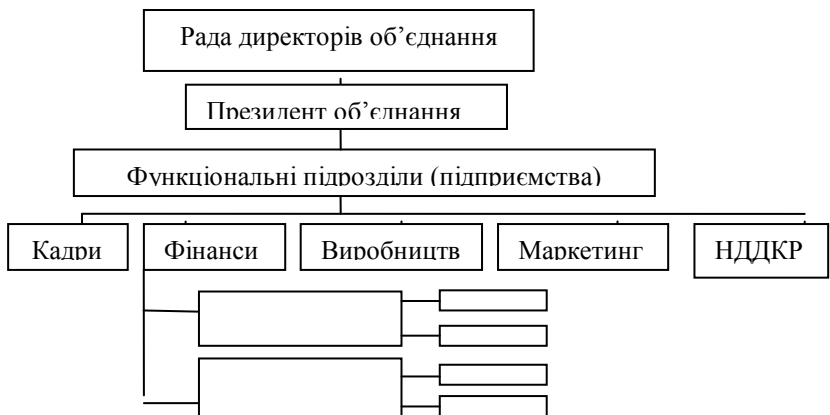 Рада директорів об’єднання
Президент об’єднання
Функціональні підрозділи (підприємства)
Кадри
Фінанси
Виробництв
Маркетинг
НДДКР